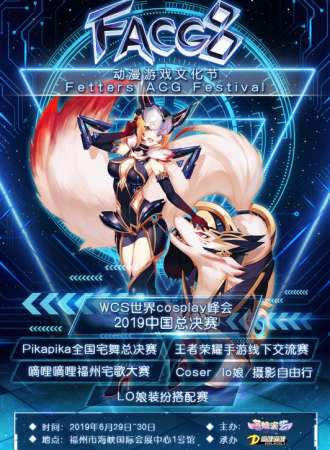 FACG8
动漫游戏文化节
Fetters ACG Festival
WCS世界cosplay峰会
2019中国总决赛
Pikapika全国宅舞总决赛
王者荣耀手游线下交流赛
嘀哩嘀哩福州宅歌大赛
Coser/lo娘/摄影自由行
LO娘装扮搭配赛
时间：2019年6月29日~30日
主办：
地点：福州市海峡国际会展中心1号馆
承办